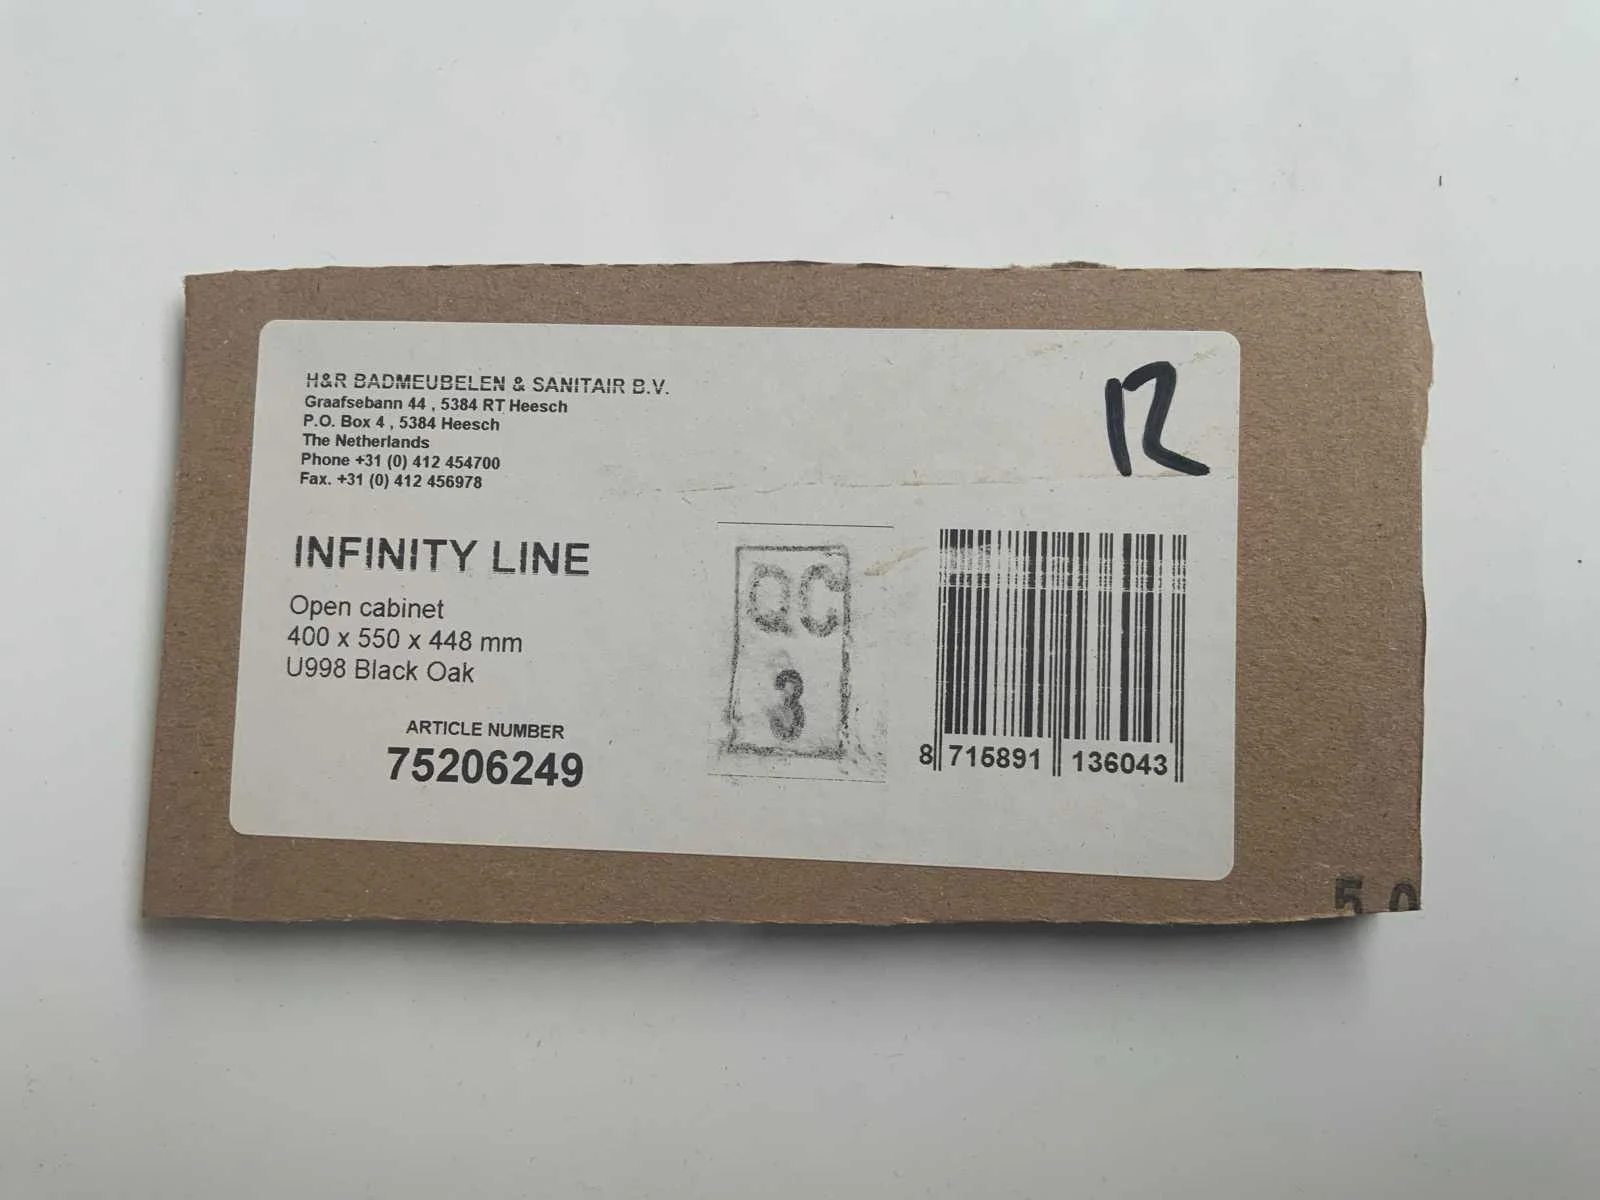 H&R BADMEUBELEN & SANITAIR B.V.
Graafsebann 44 , 5384 RT Heesch
P.O. Box 4 , 5384 Heesch
The Netherlands
Phone +31 (0) 412 454700
Fax. +31 (0) 412 456978
R
INFINITY LINE
Open cabinet
400 x 550 x 448 mm
U998 Black Oak
ARTICLE NUMBER
75206249
QC
3
8 715891 136043
5 0